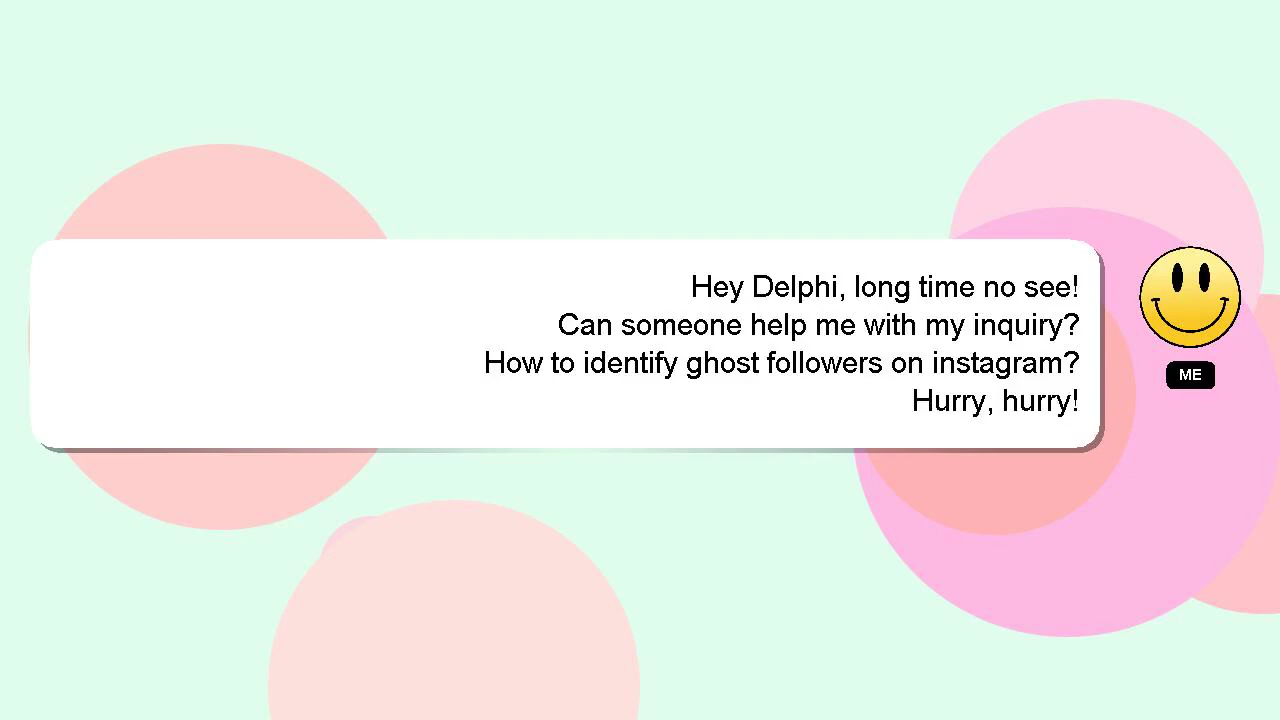 Hey Delphi, long time no see!
Can someone help me with my inquiry?
How to identify ghost followers on instagram?
Hurry, hurry!
ME